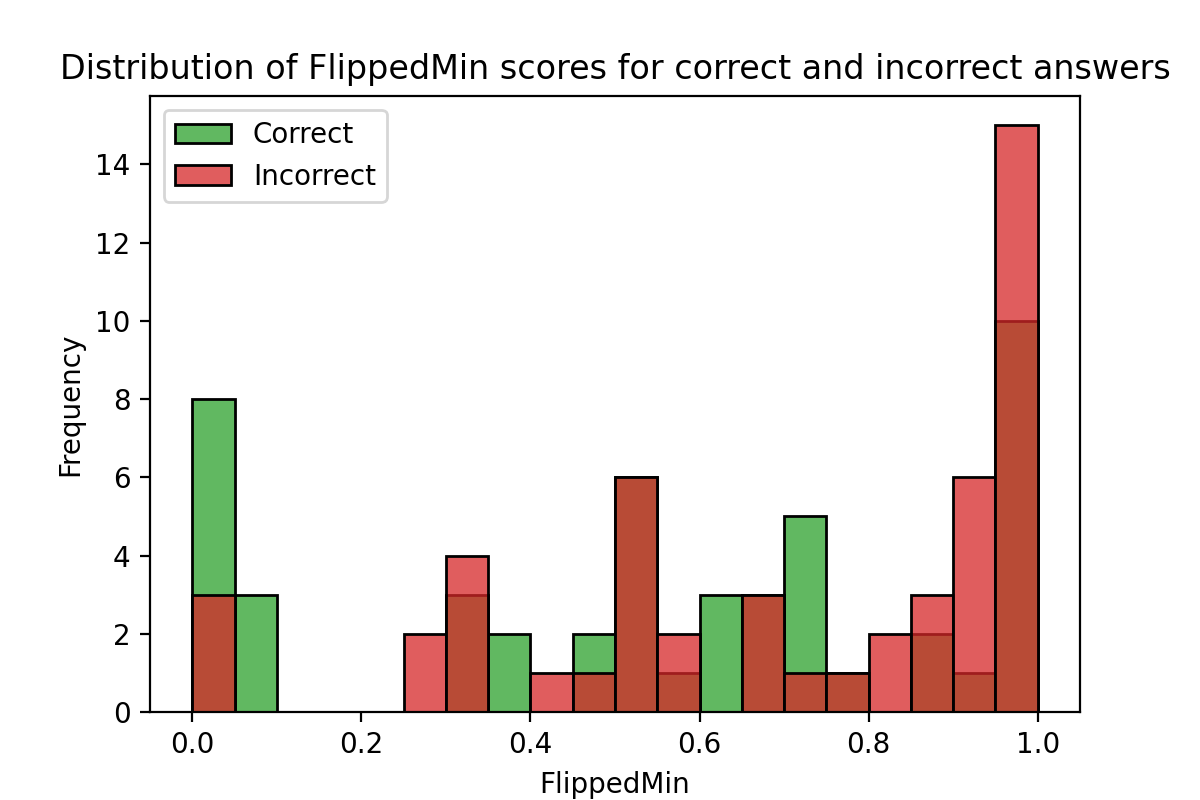 Distribution of FlippedMin scores for correct and incorrect answers
Correct
Incorrect
14
12
10
8
6
4
2
0
Frequency
0.0 0.2 0.4 0.6 0.8 1.0
FlippedMin